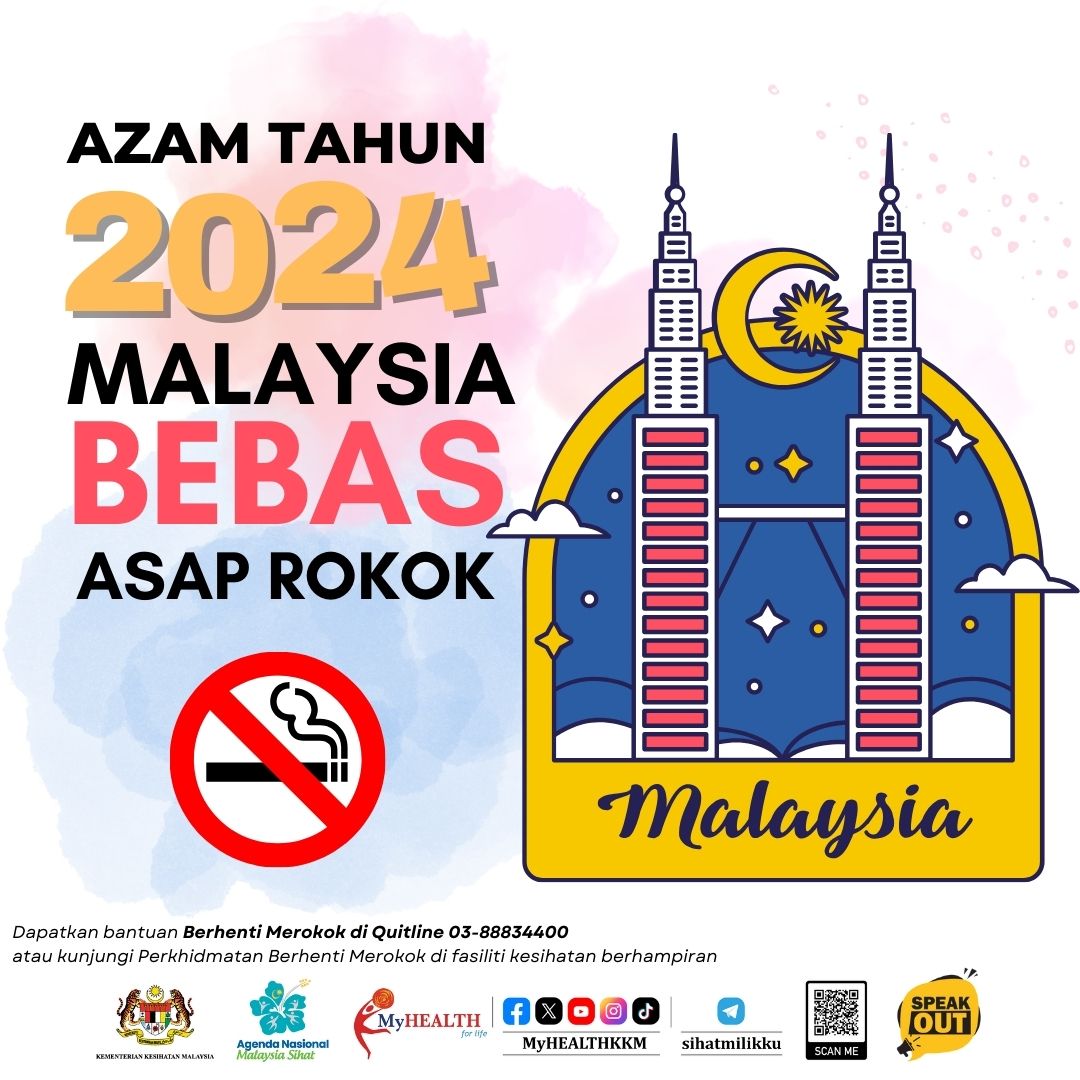 AZAM TAHUN
2024
MALAYSIA
BEBAS
ASAP ROKOK
Malaysia
Dapatkan bantuan Berhenti Merokok di Quitline 03-88834400
atau kunjungi Perkhidmatan Berhenti Merokok di fasiliti kesihatan berhampiran
KEMENTERIAN KESIHATAN MALAYSIA
Agenda Nasional
Malaysia Sihat
MyHEALTH
for life
MyHEALTHKKM
sihatmilikku
SCAN ME
SPEAK
OUT